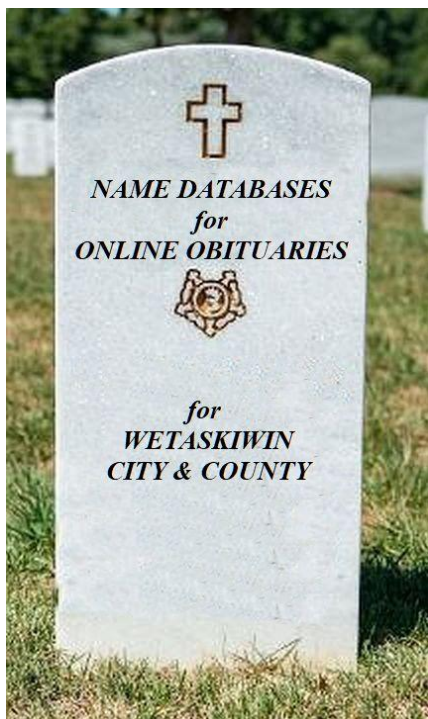 NAME DATABASES
for
ONLINE OBITUARIES
for
WETASKIWIN
CITY & COUNTY